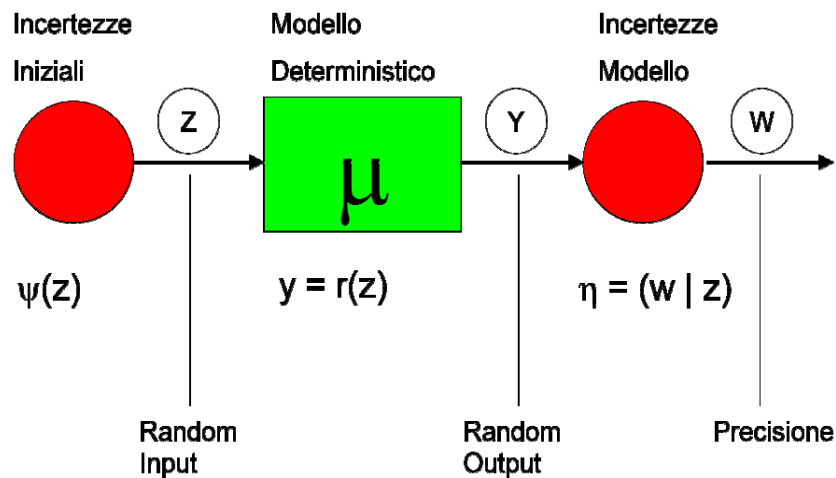 Incertezze
Iniziali
Modello
Deterministico
Incertezze
Modello
Z
Y
W
μ
ψ(z)
y = r(z)
η = (w | z)
Random
Input
Random
Output
Precisione